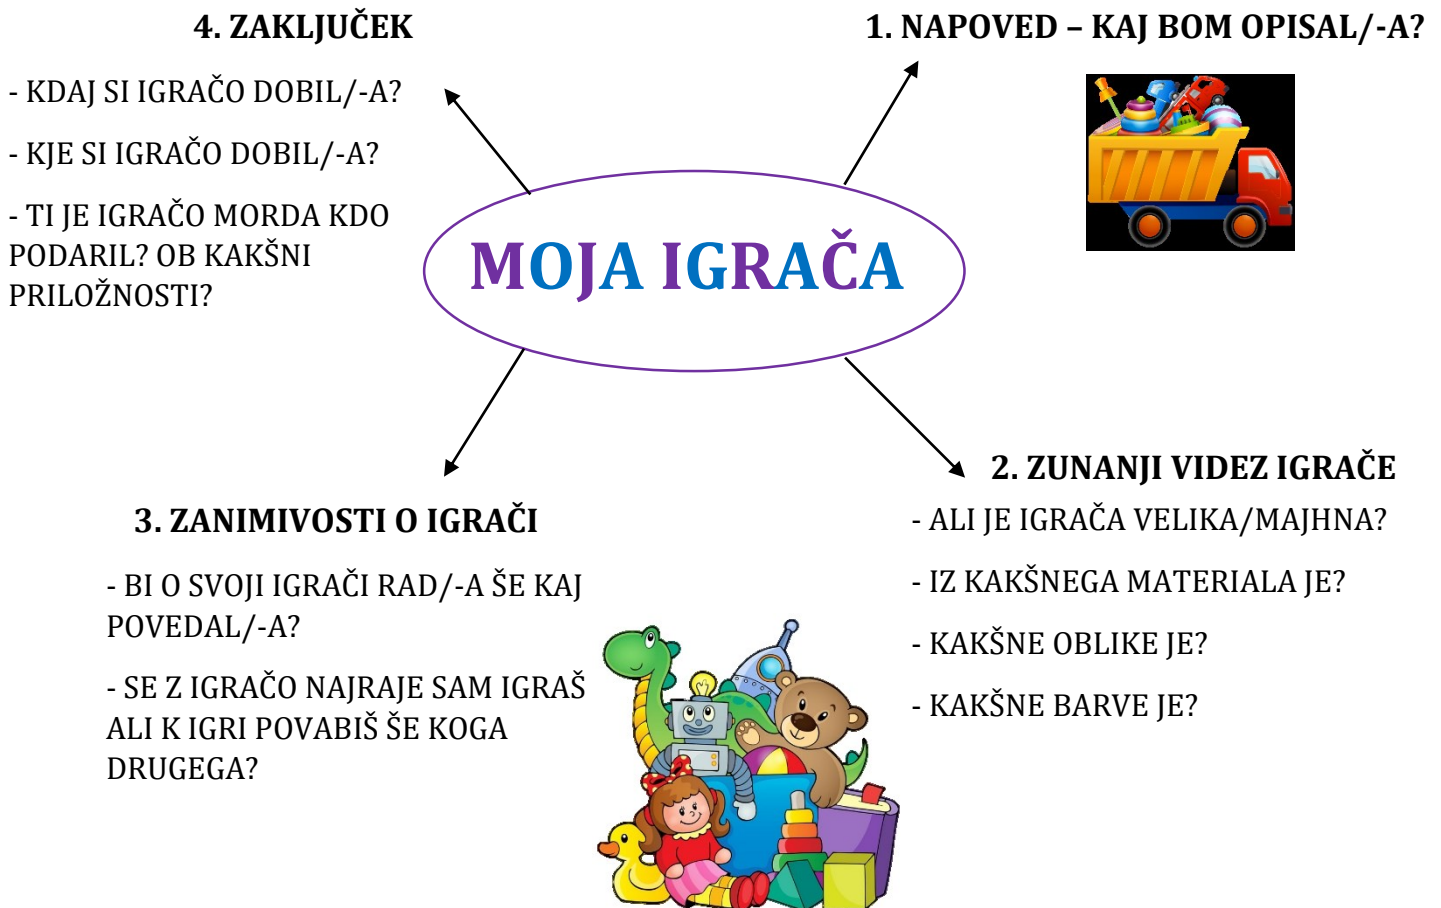 4. ZAKLJUČEK
- KDAJ SI IGRAČO DOBIL/-A?
- KJE SI IGRAČO DOBIL/-A?
- TI JE IGRAČO MORDA KDO
PODARIL? OB KAKŠNI
PRILOŽNOSTI?
1. NAPOVED – KAJ BOM OPISAL/-A?
MOJA IGRAČA
3. ZANIMIVOSTI O IGRAČI
- BI O SVOJI IGRAČI RAD/-A ŠE KAJ
POVEDAL/-A?
- SE Z IGRAČO NAJRAJE SAM IGRAŠ
ALI K IGRI POVABIŠ ŠE KOGA
DRUGEGA?
2. ZUNANJI VIDEZ IGRAČE
- ALI JE IGRAČA VELIKA/MAJHNA?
- IZ KAKŠNEGA MATERIALA JE?
- KAKŠNE OBLIKE JE?
- KAKŠNE BARVE JE?